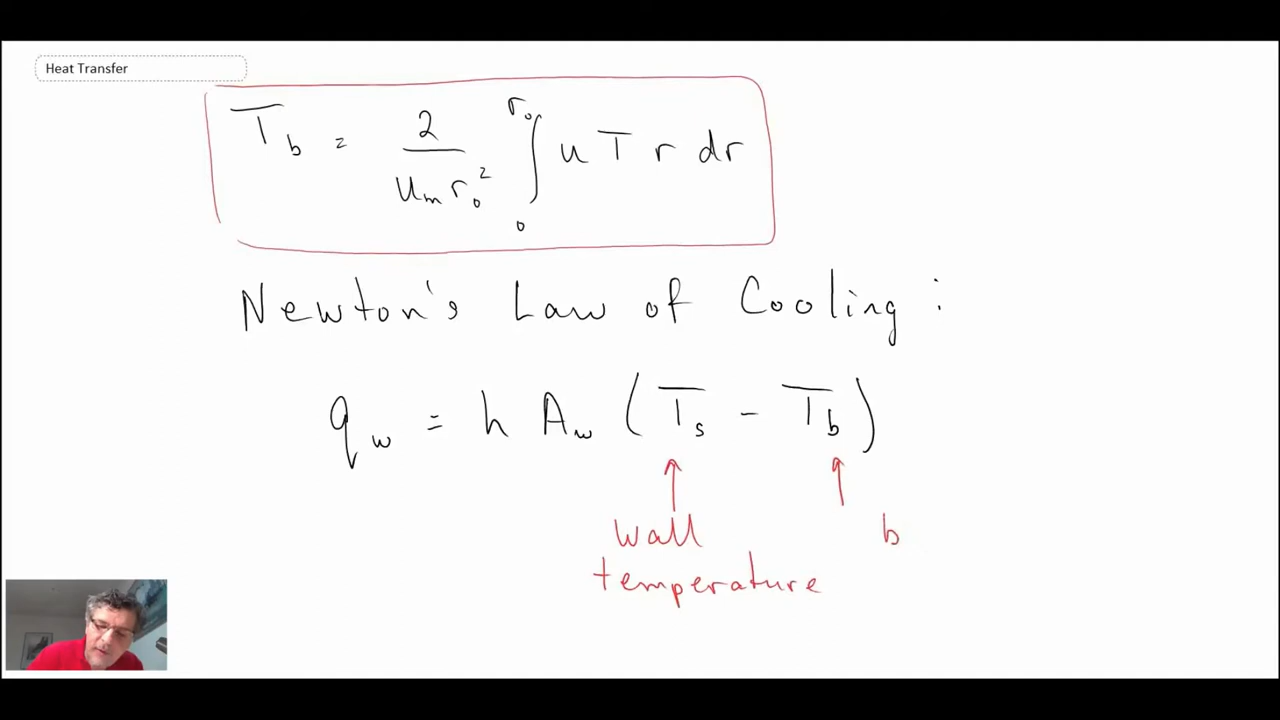 Heat Transfer
T_b = 2/(u_m r_0^2) ∫_0^{r_0} u T r dr
Newton's Law of Cooling :
q_w = h A_w (T_s - T_b)
↑ ↑
wall b
temperature